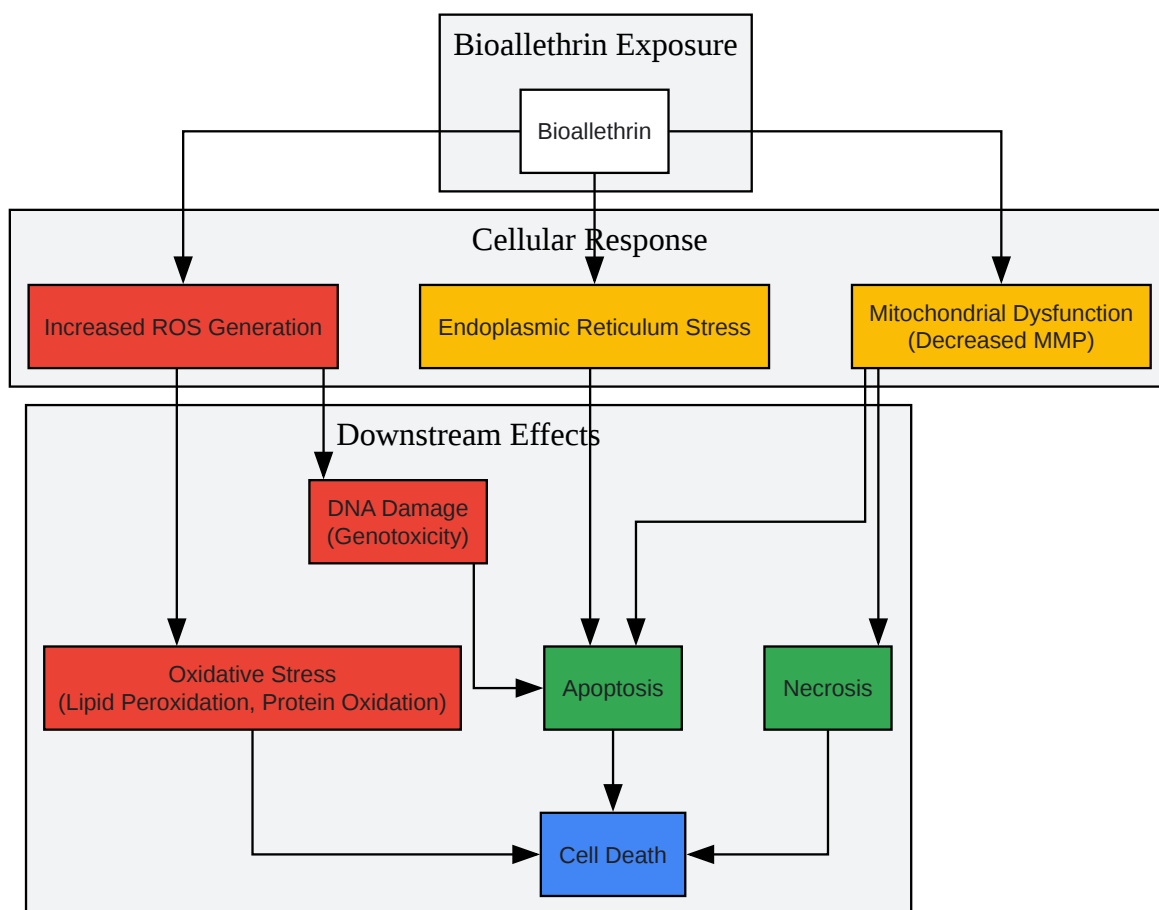 Bioallethrin Exposure
Bioallethrin
Cellular Response
Increased ROS Generation
Endoplasmic Reticulum Stress
Mitochondrial Dysfunction
(Decreased MMP)
Downstream Effects
DNA Damage
(Genotoxicity)
Oxidative Stress
(Lipid Peroxidation, Protein Oxidation)
Apoptosis
Necrosis
Cell Death